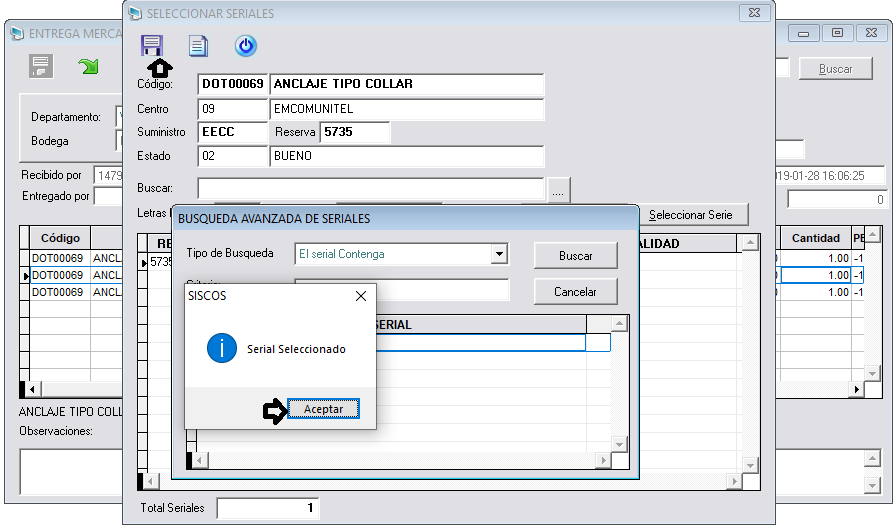 SELECCIONAR SERIALES
ENTREGA MERCA
Buscar
Código: DOT00069 ANCLAJE TIPO COLLAR
Centro 09 EMCOMUNITEL
Suministro EECC Reserva 5735
Estado 02 BUENO
Buscar: ....
Departamento:
Bodega
Recibido por 1479
Entregado por
19-01-28 16:06:25
0
Letras
Seleccionar Serie
BUSQUEDA AVANZADA DE SERIALES
Tipo de Busqueda El serial Contenga Buscar
Cancelar
SERIAL
SISCOS
Serial Seleccionado
Aceptar
RE
ALIDAD
5735
Código Cantidad PE
DOT00069 ANCL 1.00 -1
DOT00069 ANCL 1.00 -1
DOT00069 ANCL 1.00 -1
ANCLAJE TIPO COLL
Observaciones:
Total Seriales 1